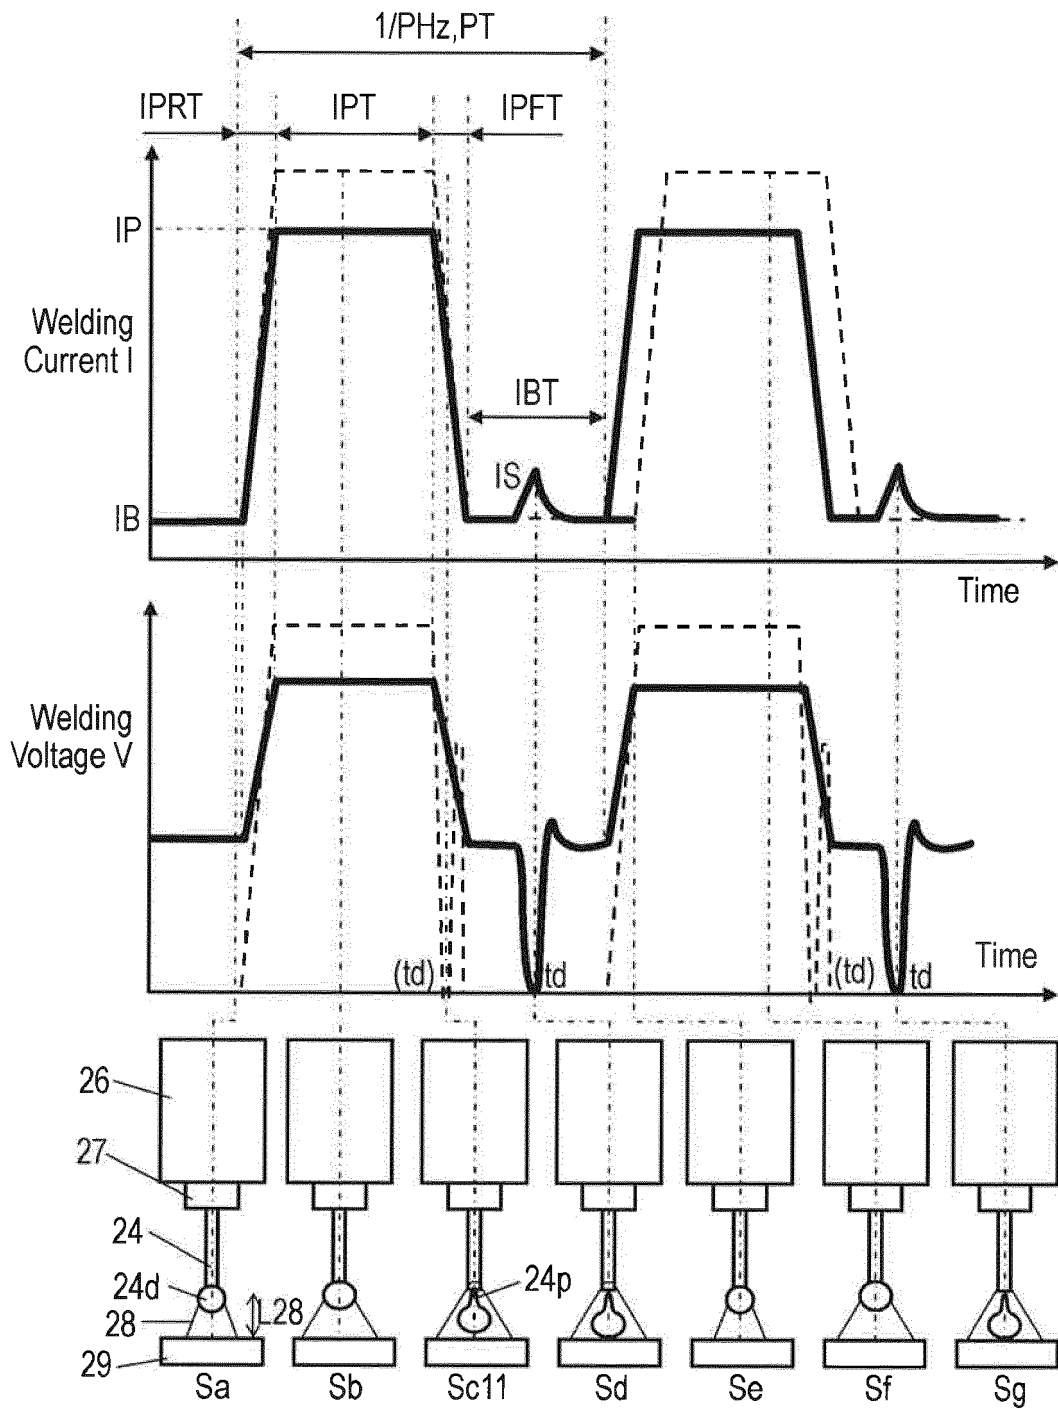 1/PHz,PT
IPRT
IPT
IPFT
IP
Welding
Current I
IBT
IS
IB
Time
Welding
Voltage V
(td)
td
(td)
td
Time
26
27
24
24d
24p
28
L28
29
Sa
Sb
Sc11
Sd
Se
Sf
Sg